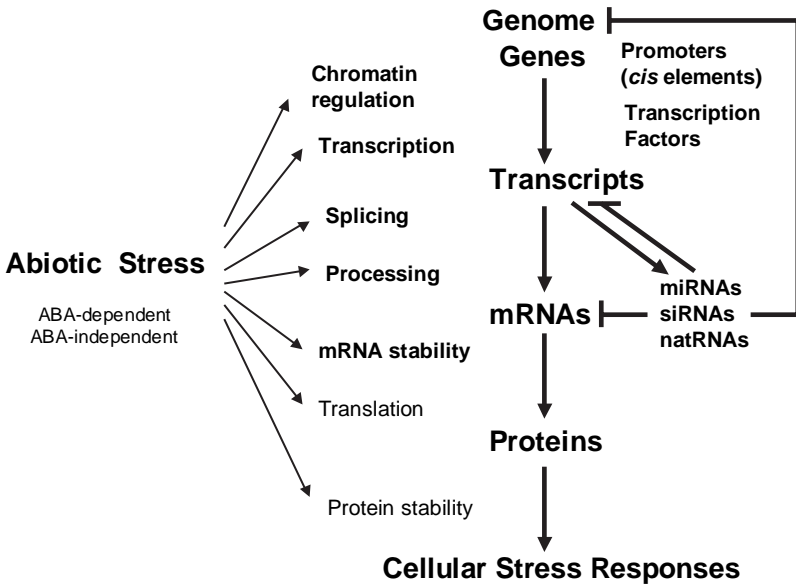 Genome
Genes
Promoters
(cis elements)
Transcription
Factors
Chromatin
regulation
Transcription
Transcripts
Splicing
Abiotic Stress
Processing
ABA-dependent
ABA-independent
miRNAs
siRNAs
natRNAs
mRNAs
mRNA stability
Translation
Proteins
Protein stability
Cellular Stress Responses